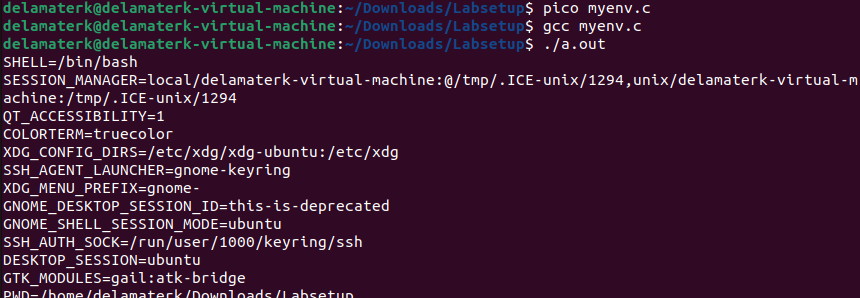 delamaterk@delamaterk-virtual-machine:~/Downloads/Labsetup$ pico myenv.c
delamaterk@delamaterk-virtual-machine:~/Downloads/Labsetup$ gcc myenv.c
delamaterk@delamaterk-virtual-machine:~/Downloads/Labsetup$ ./a.out
SHELL=/bin/bash
SESSION_MANAGER=local/delamaterk-virtual-machine:@/tmp/.ICE-unix/1294,unix/delamaterk-virtual-m
achine:/tmp/.ICE-unix/1294
QT_ACCESSIBILITY=1
COLORTERM=truecolor
XDG_CONFIG_DIRS=/etc/xdg/xdg-ubuntu:/etc/xdg
SSH_AGENT_LAUNCHER=gnome-keyring
XDG_MENU_PREFIX=gnome-
GNOME_DESKTOP_SESSION_ID=this-is-deprecated
GNOME_SHELL_SESSION_MODE=ubuntu
SSH_AUTH_SOCK=/run/user/1000/keyring/ssh
DESKTOP_SESSION=ubuntu
GTK_MODULES=gail:atk-bridge
PWD=/home/delamaterk/Downloads/Labsetup